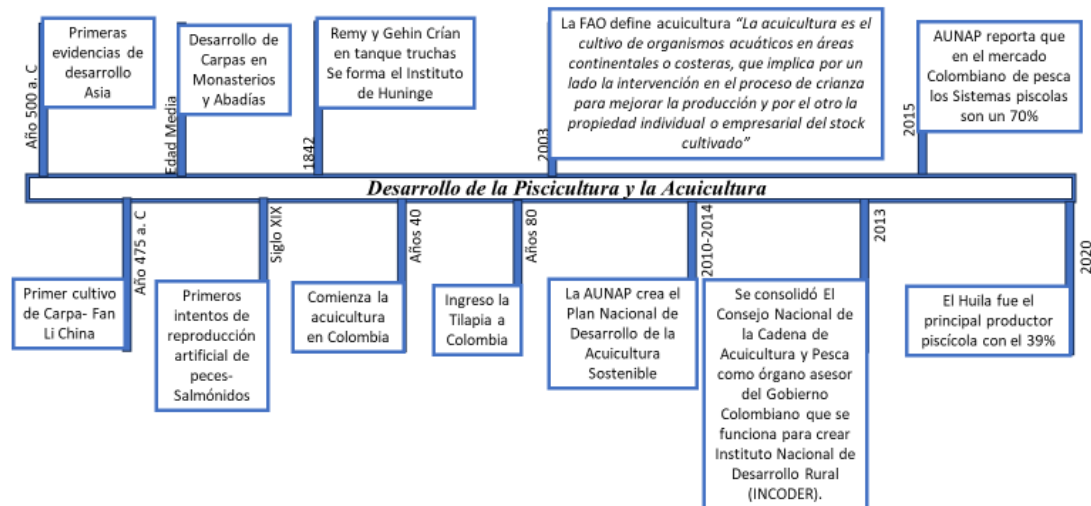 Año 500 a. C
Primeras
evidencias de
desarrollo
Asia
Edad Media
Desarrollo de
Carpas en
Monasterios
y Abadías
1842
Remy y Gehin Crían
en tanque truchas
Se forma el Instituto
de Huninge
2003
La FAO define acuicultura “La acuicultura es el
cultivo de organismos acuáticos en áreas
continentales o costeras, que implica por un
lado la intervención en el proceso de crianza
para mejorar la producción y por el otro la
propiedad individual o empresarial del stock
cultivado”
2015
AUNAP reporta que
en el mercado
Colombiano de pesca
los Sistemas piscolas
son un 70%
Desarrollo de la Piscicultura y la Acuicultura
Año 475 a. C
Primer cultivo
de Carpa- Fan
Li China
Siglo XIX
Primeros
intentos de
reproducción
artificial de
peces-
Salmónidos
Años 40
Comienza la
acuicultura
en Colombia
Años 80
Ingreso la
Tilapia a
Colombia
2010-2014
La AUNAP crea el
Plan Nacional de
Desarrollo de la
Acuicultura
Sostenible
2013
Se consolidó El
Consejo Nacional de
la Cadena de
Acuicultura y Pesca
como órgano asesor
del Gobierno
Colombiano que se
funciona para crear
Instituto Nacional de
Desarrollo Rural
(INCODER).
2020
El Huila fue el
principal productor
piscícola con el 39%